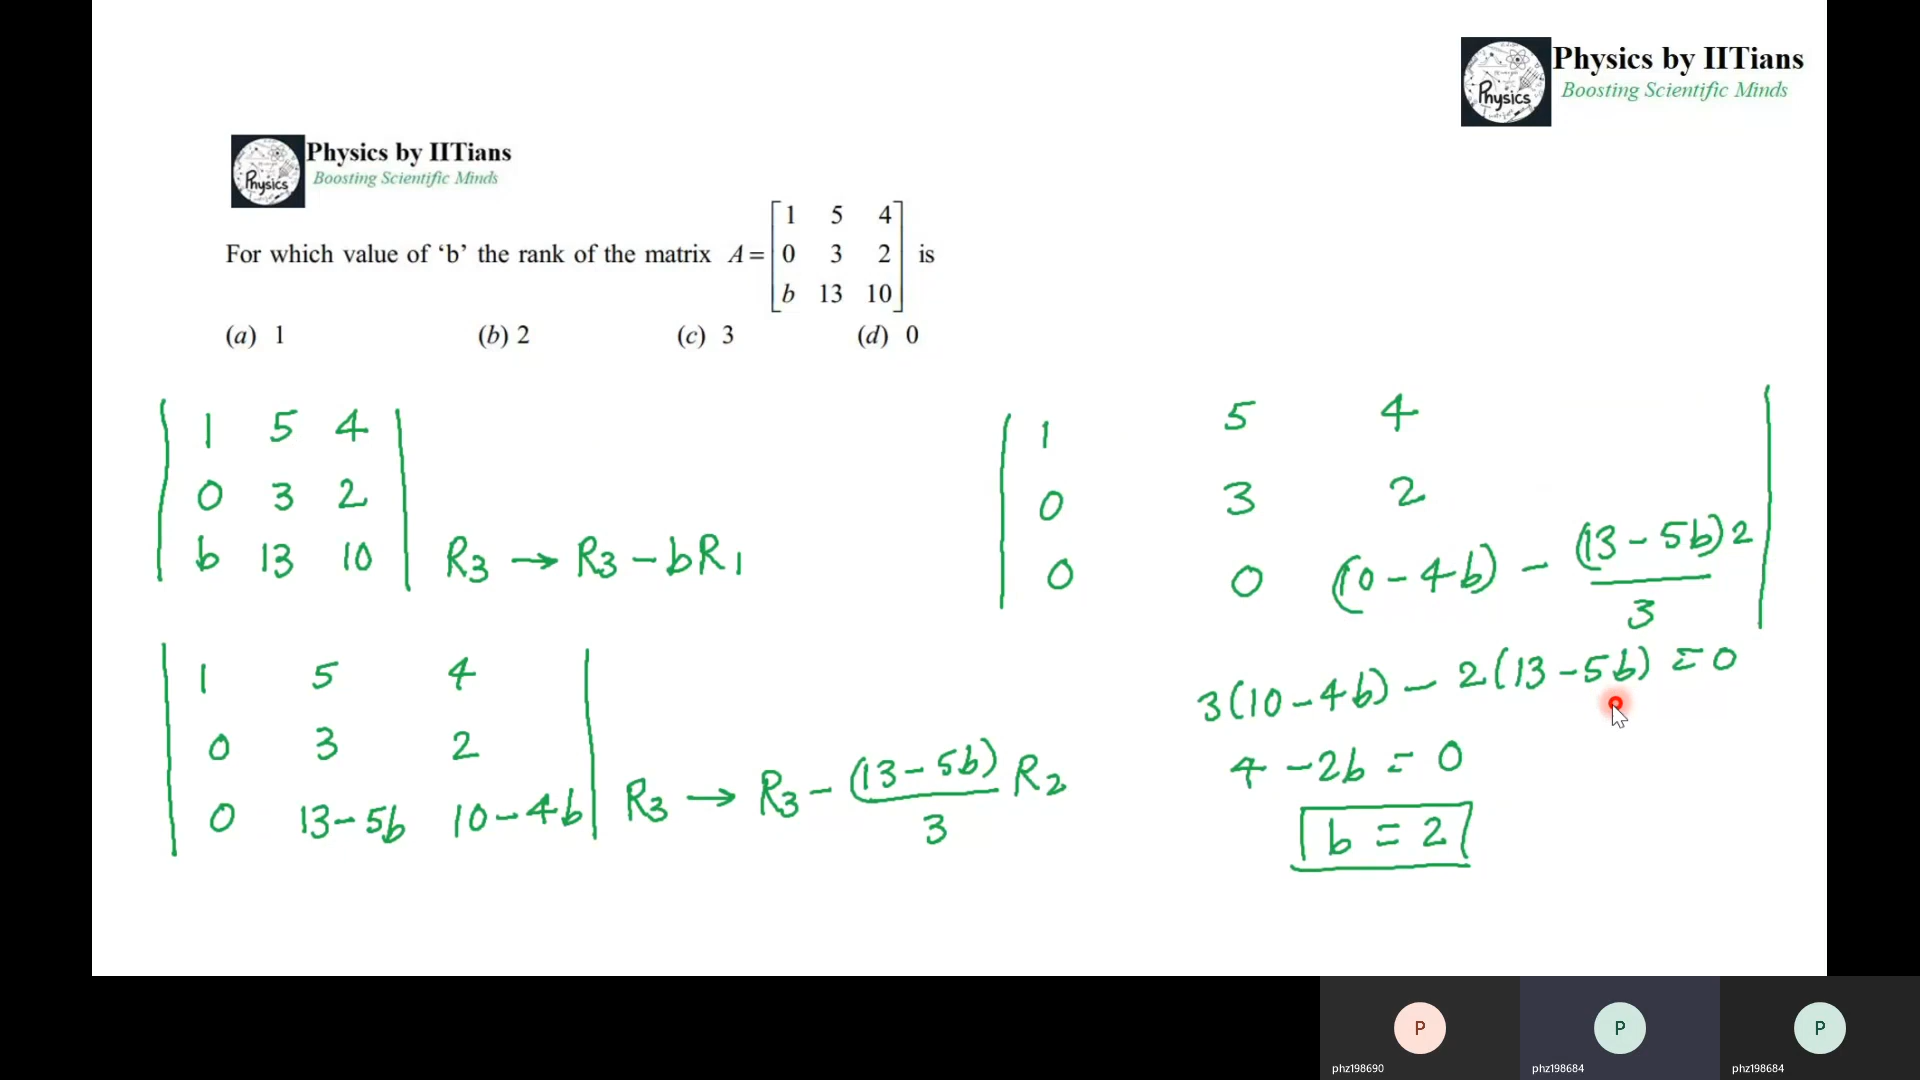 Physics by IITians
Boosting Scientific Minds
Physics
Physics by IITians
Boosting Scientific Minds
Physics
For which value of ‘b’ the rank of the matrix A = [1 5 4
0 3 2
b 13 10] is
(a) 1 (b) 2 (c) 3 (d) 0
| 1 5 4
0 3 2
b 13 10 | R₃ → R₃ − bR₁
| 1 5 4
0 3 2
0 13−5b 10−4b | R₃ → R₃ − (13−5b)/3 R₂
| 1 5 4
0 3 2
0 0 (10−4b) − (13−5b)2/3 |
3(10−4b) − 2(13−5b) = 0
4 − 2b = 0
b = 2
P P P
phz198690 phz198684 phz198684